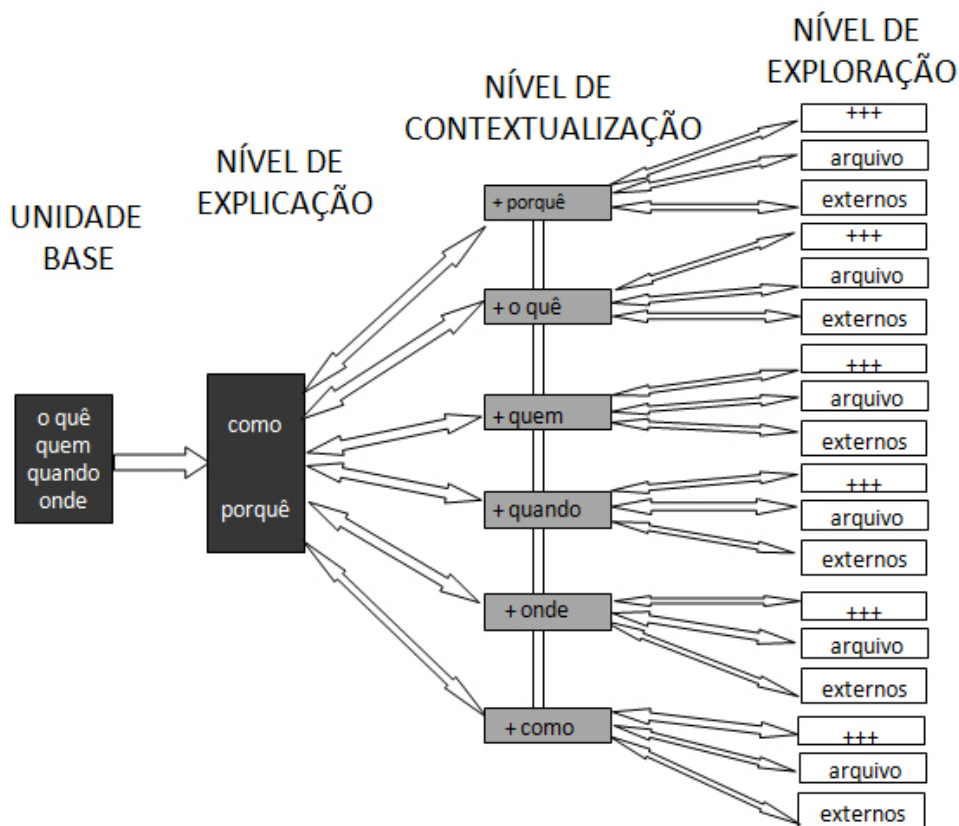 UNIDADE
BASE
o quê
quem
quando
onde
NÍVEL DE
EXPLICAÇÃO
como
porquê
NÍVEL DE
CONTEXTUALIZAÇÃO
+ porquê
+ o quê
+ quem
+ quando
+ onde
+ como
NÍVEL DE
EXPLORAÇÃO
+++
arquivo
externos
+++
arquivo
externos
+++
arquivo
externos
+++
arquivo
externos
+++
arquivo
externos
+++
arquivo
externos